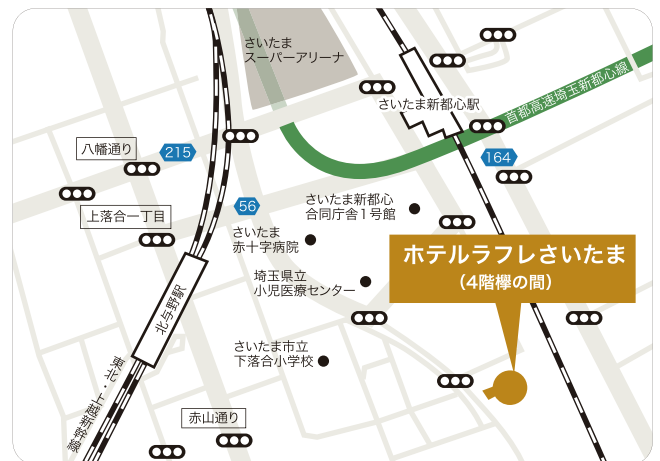 さいたま
スーパーアリーナ
さいたま新都心駅
首都高速埼玉新都心線
八幡通り
215
164
上落合一丁目
56
さいたま新都心
合同庁舎1号館
さいたま
赤十字病院
ホテルラフレさいたま
（4階欅の間）
埼玉県立
小児医療センター
北与野駅
さいたま市立
下落合小学校
東北・上越新幹線
赤山通り